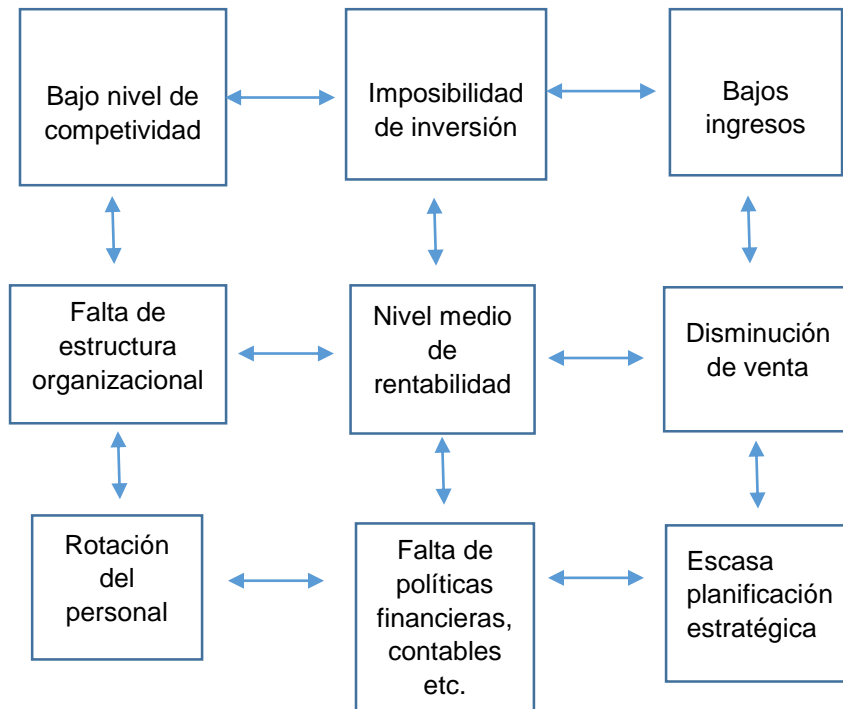 Bajo nivel de
competividad
Imposibilidad
de inversión
Bajos
ingresos
Falta de
estructura
organizacional
Nivel medio
de
rentabilidad
Disminución
de venta
Rotación
del
personal
Falta de
políticas
financieras,
contables
etc.
Escasa
planificación
estratégica